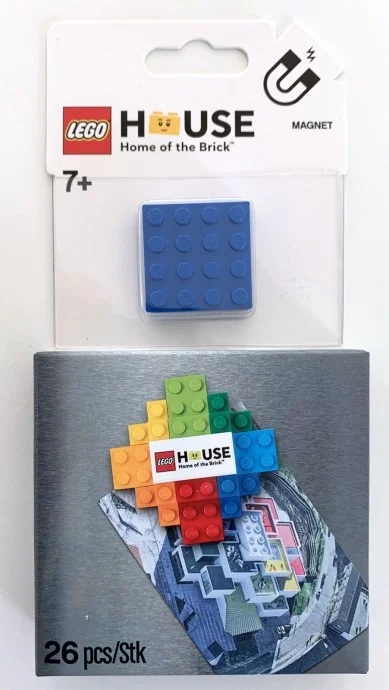 LEGO HOUSE
Home of the Brick™
MAGNET
7+
LEGO HOUSE
Home of the Brick™
26 pcs/Stk